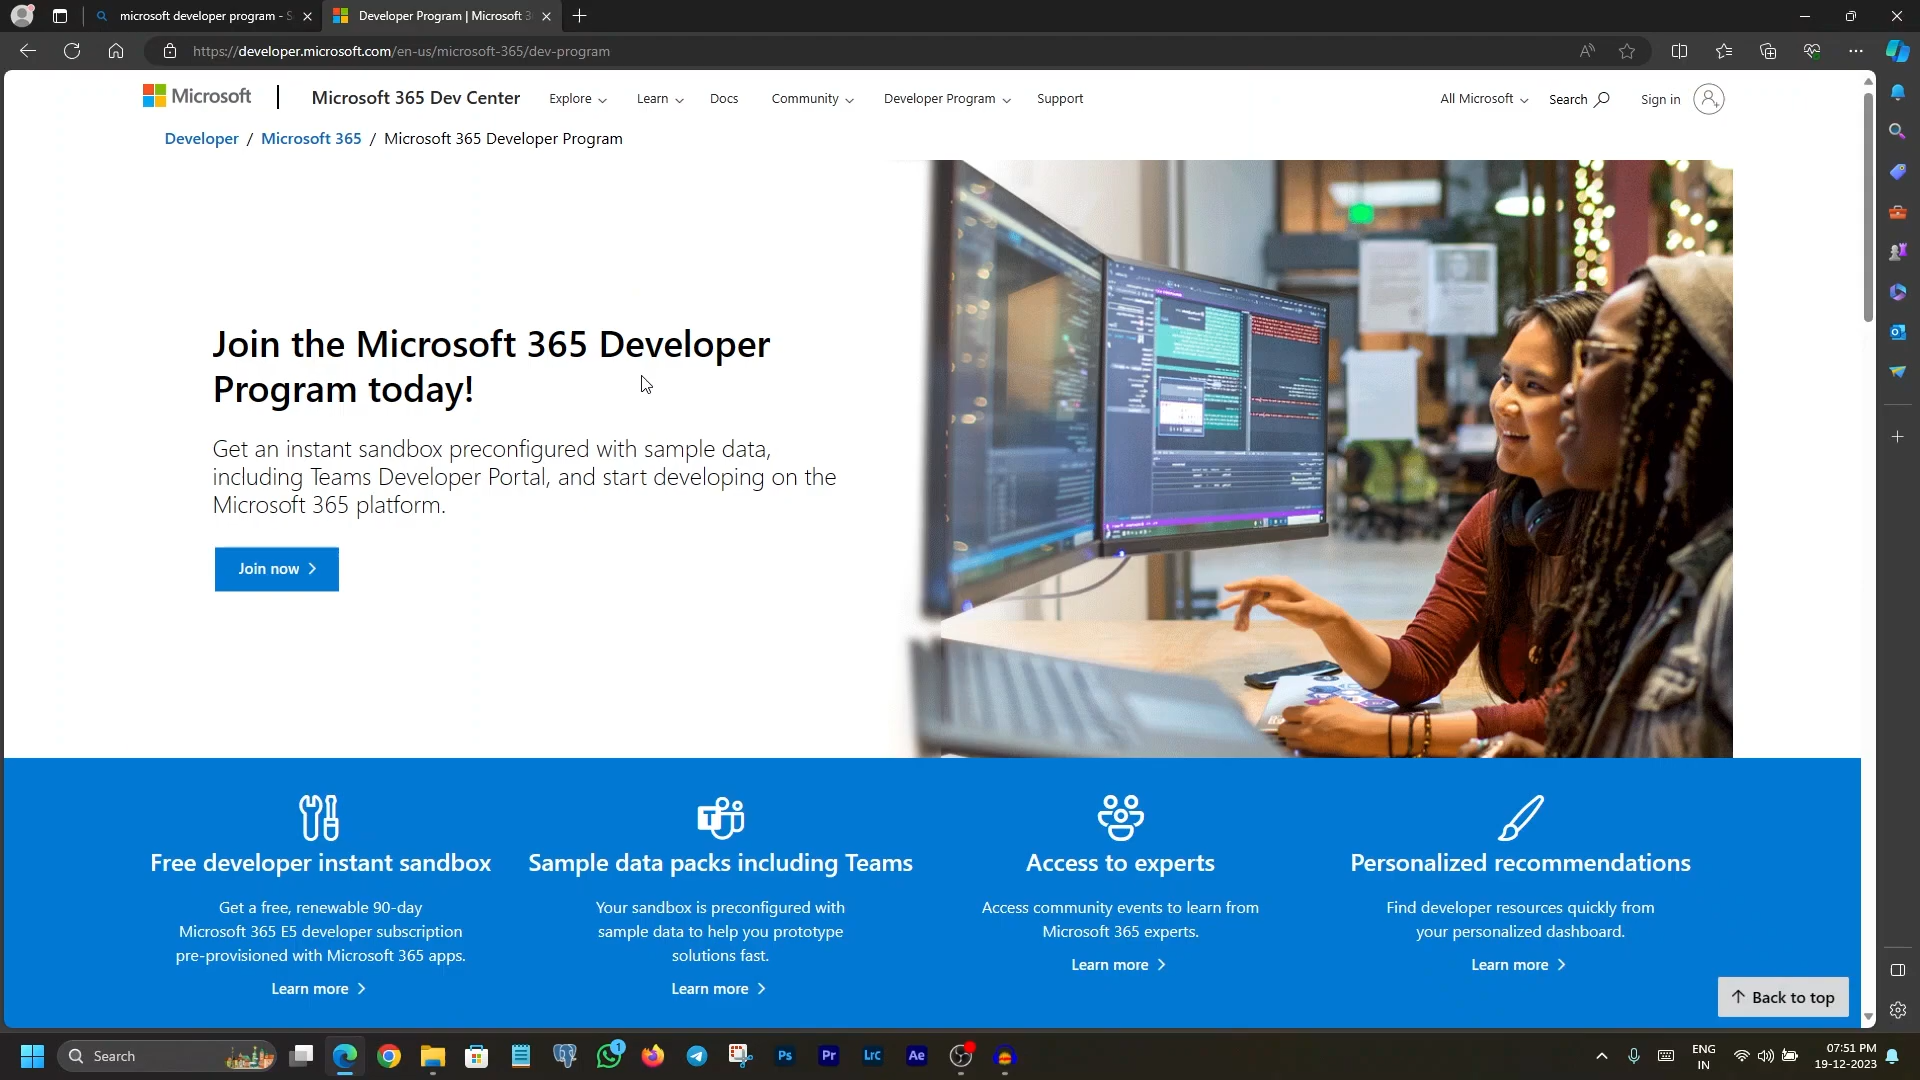 microsoft developer program - S
Developer Program | Microsoft 3
https://developer.microsoft.com/en-us/microsoft-365/dev-program
Microsoft
Microsoft 365 Dev Center
Explore
Learn
Docs
Community
Developer Program
Support
All Microsoft
Search
Sign in
Developer / Microsoft 365 / Microsoft 365 Developer Program
Join the Microsoft 365 Developer
Program today!
Get an instant sandbox preconfigured with sample data,
including Teams Developer Portal, and start developing on the
Microsoft 365 platform.
Join now
Free developer instant sandbox
Get a free, renewable 90-day
Microsoft 365 E5 developer subscription
pre-provisioned with Microsoft 365 apps.
Learn more
Sample data packs including Teams
Your sandbox is preconfigured with
sample data to help you prototype
solutions fast.
Learn more
Access to experts
Access community events to learn from
Microsoft 365 experts.
Learn more
Personalized recommendations
Find developer resources quickly from
your personalized dashboard.
Learn more
Back to top
Search
1
Ps
Pr
LrC
Ae
ENG
IN
07:51 PM
19-12-2023